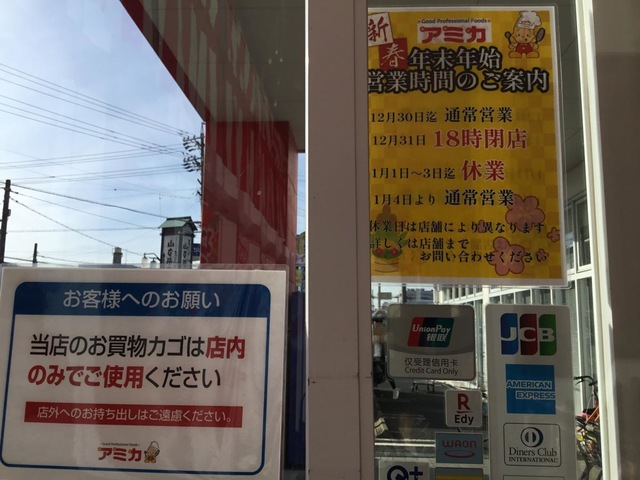 Good Professional Foods
アミカ
新
春
年末年始
営業時間のご案内
12月30日迄 通常営業
12月31日 18時閉店
1月1日〜3日迄 休業
1月4日より 通常営業
休業日は店舗により異なります
詳しくは店舗まで
お問い合わせください
お客様へのお願い
当店のお買物カゴは店内
のみでご使用ください
店外へのお持ち出しはご遠慮ください。
Good Professional Foods
アミカ
UnionPay
银联
仅受理信用卡
Credit Card Only
R
Edy
WAON
JCB
AMERICAN
EXPRESS
Diners Club
INTERNATIONAL